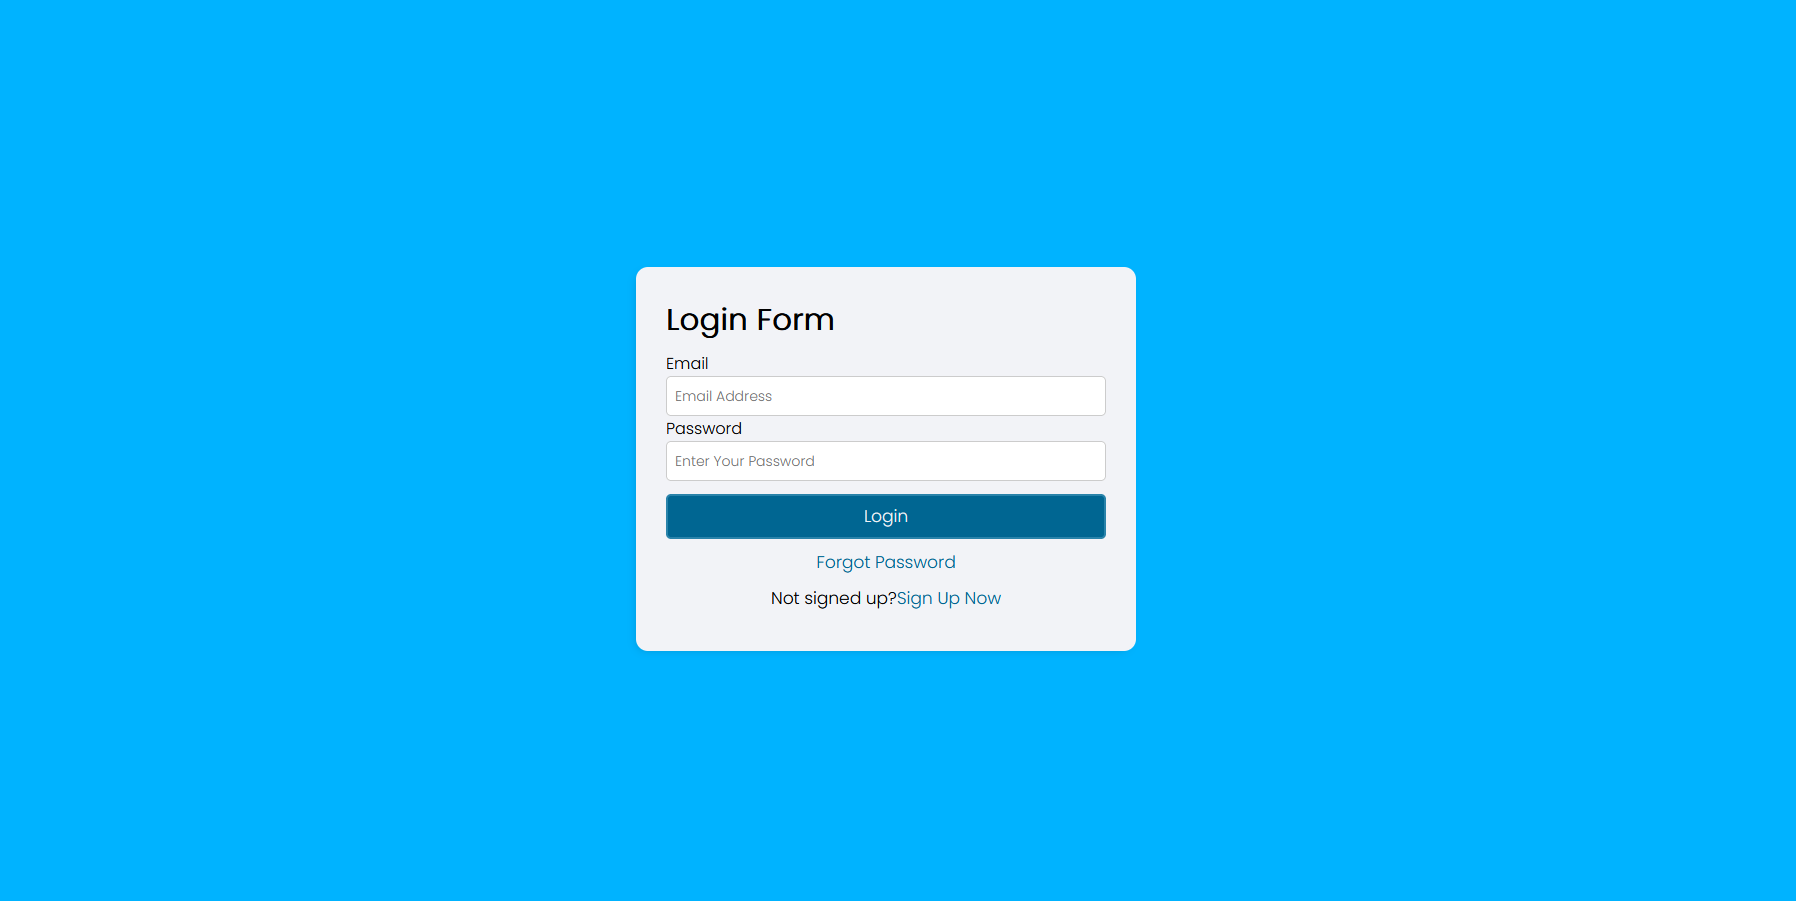 Login Form
Email
Email Address
Password
Enter Your Password
Login
Forgot Password
Not signed up?Sign Up Now